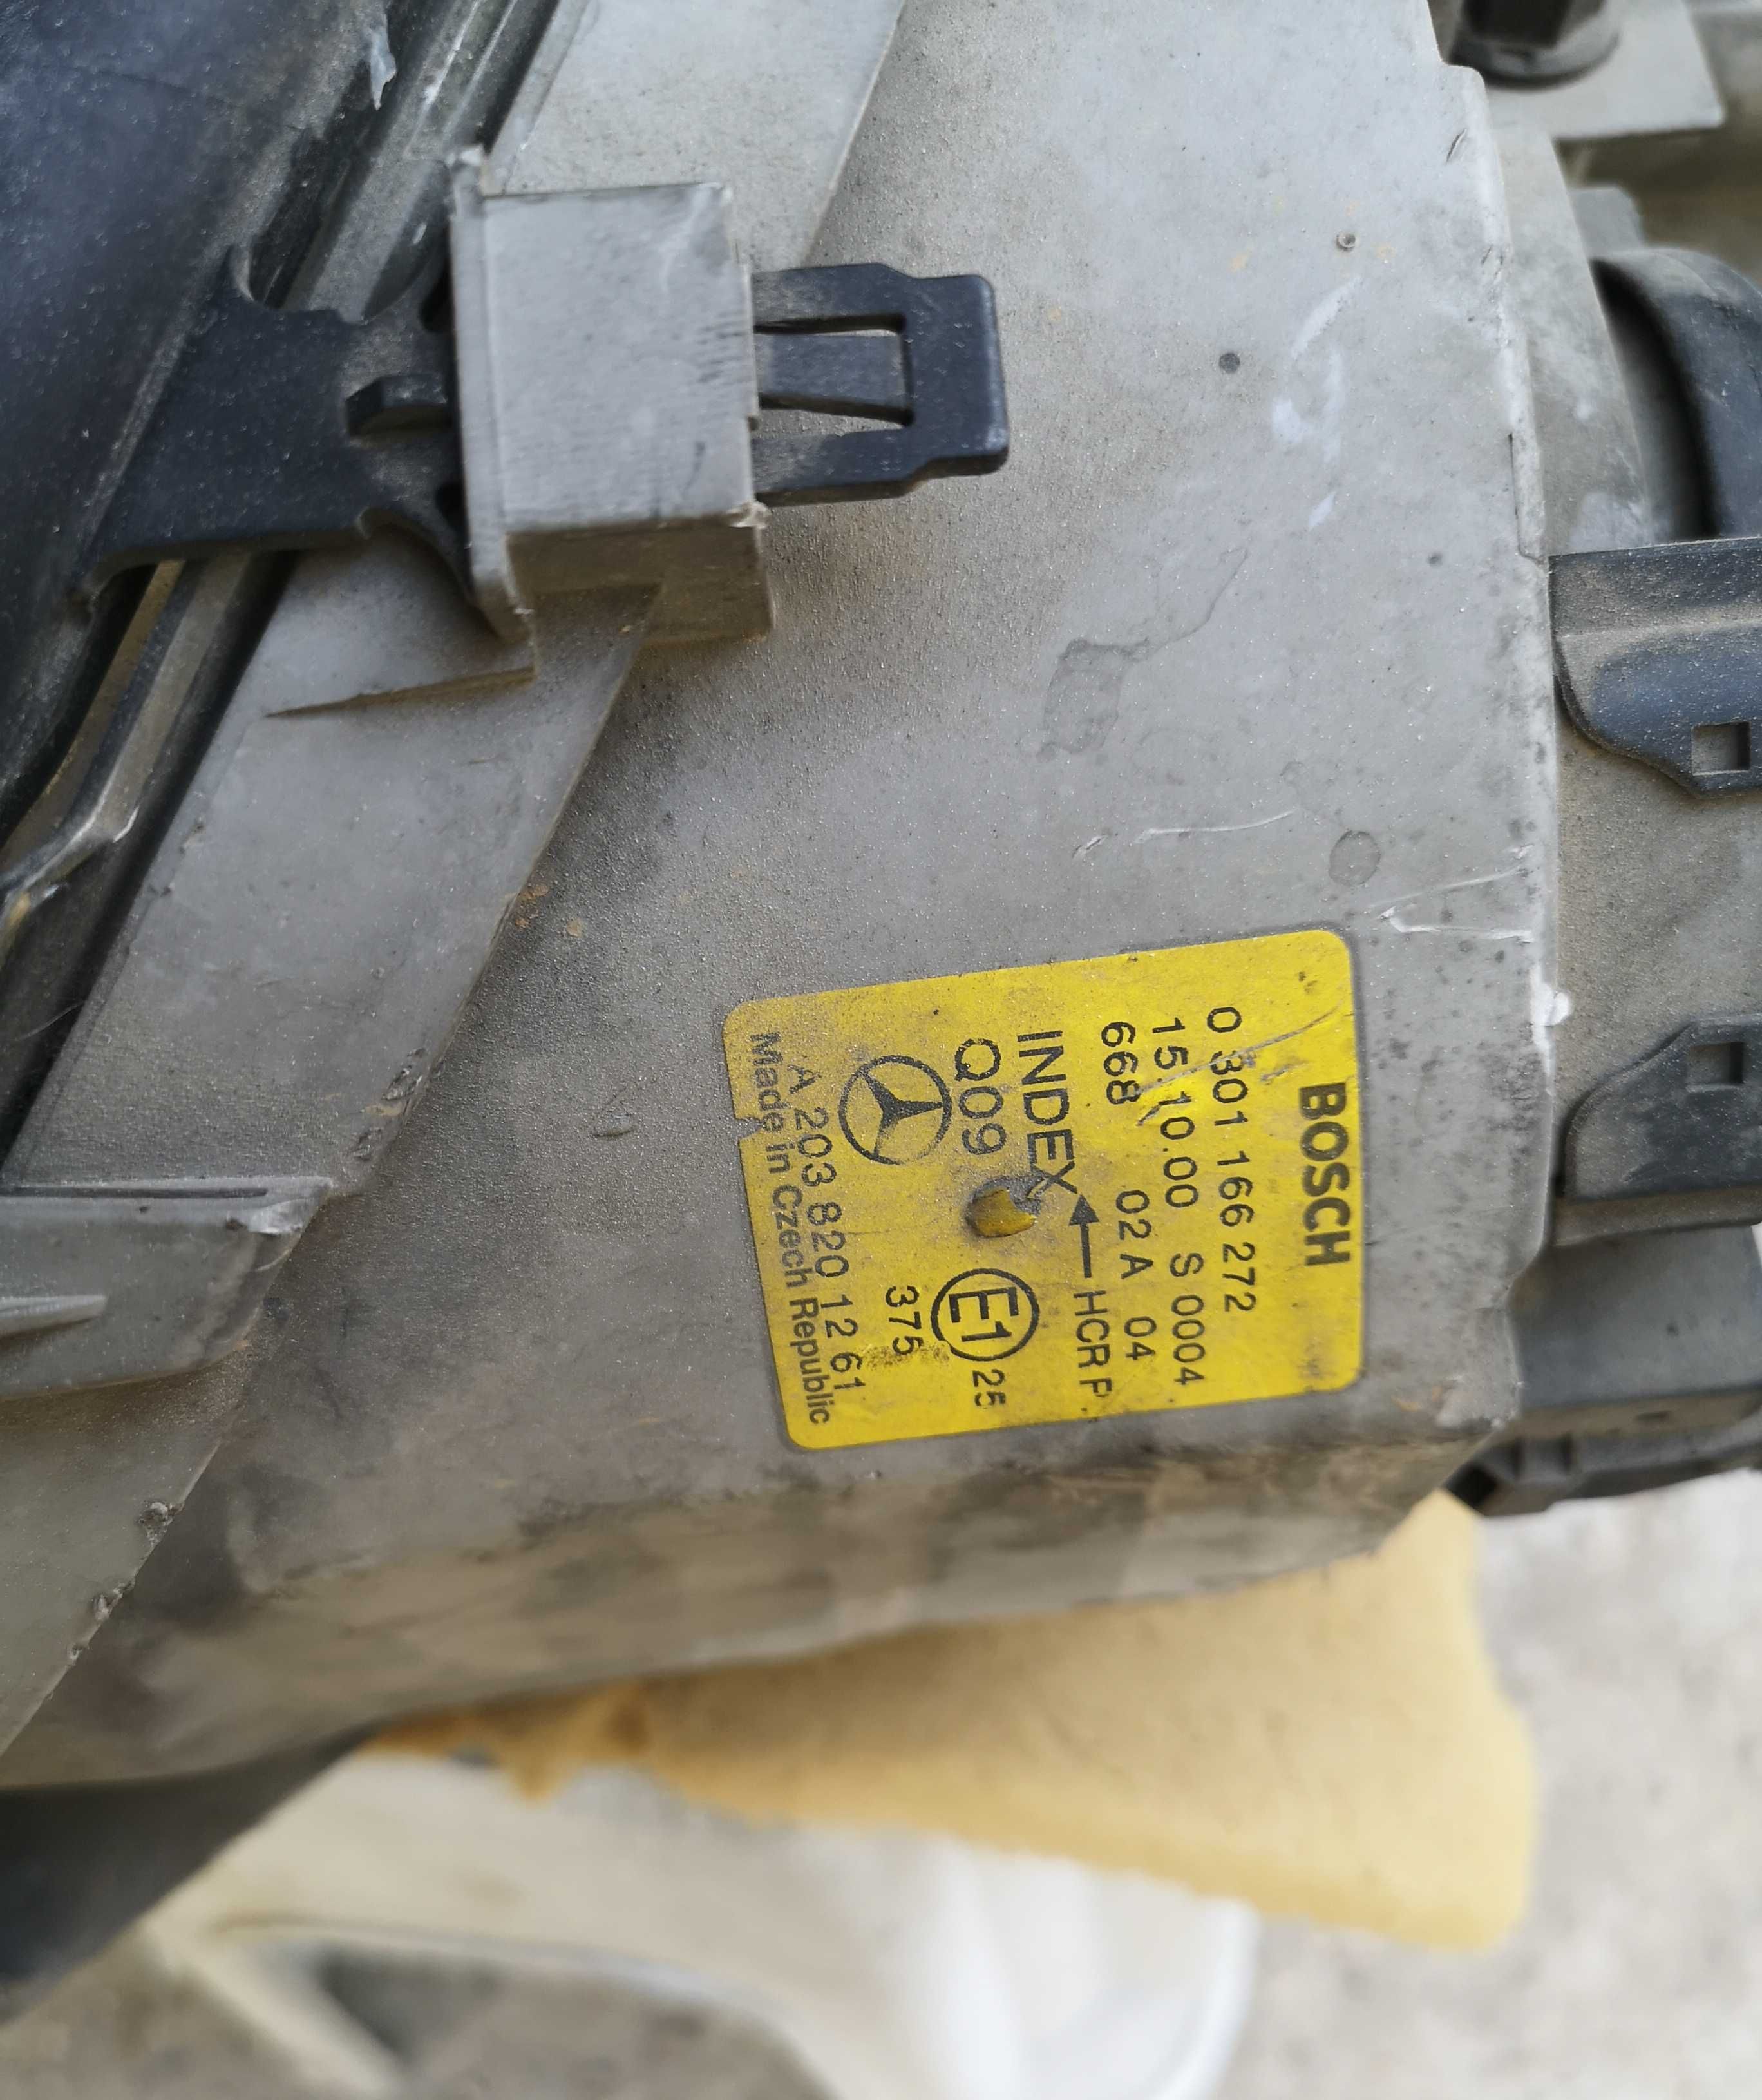 BOSCH
0 301 166 272
15.10.00 S 0004
668 02 A 04
INDEX HCR P
Q09 E1 25
375
A 203 820 12 61
Made in Czech Republic